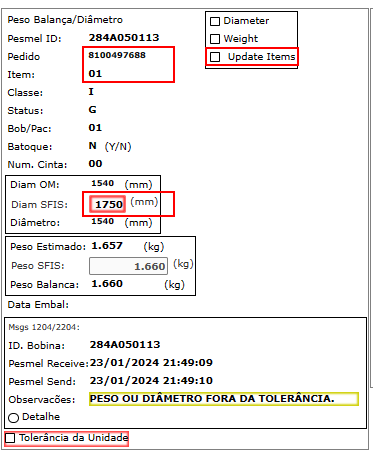 Peso Balança/Diâmetro
Diameter
Pesmel ID: 284A050113
Weight
Pedido 8100497688
Update Items
Item: 01
Classe: I
Status: G
Bob/Pac: 01
Batoque: N (Y/N)
Num. Cinta: 00
Diam OM: 1540 (mm)
Diam SFIS: 1750 (mm)
Diâmetro: 1540 (mm)
Peso Estimado: 1.657 (kg)
Peso SFIS: 1.660 (kg)
Peso Balanca: 1.660 (kg)
Data Embal:
Msgs 1204/2204:
ID. Bobina: 284A050113
Pesmel Receive: 23/01/2024 21:49:09
Pesmel Send: 23/01/2024 21:49:10
Observacões: PESO OU DIÂMETRO FORA DA TOLERÂNCIA.
Detalhe
Tolerância da Unidade